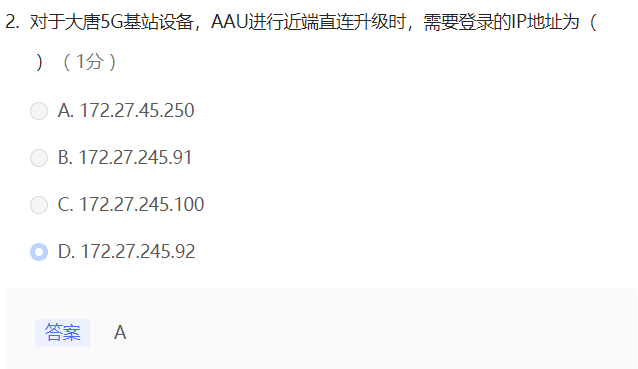 2. 对于大唐5G基站设备，AAU进行近端直连升级时，需要登录的IP地址为（
）（1分）
A. 172.27.45.250
B. 172.27.245.91
C. 172.27.245.100
D. 172.27.245.92
答案 A